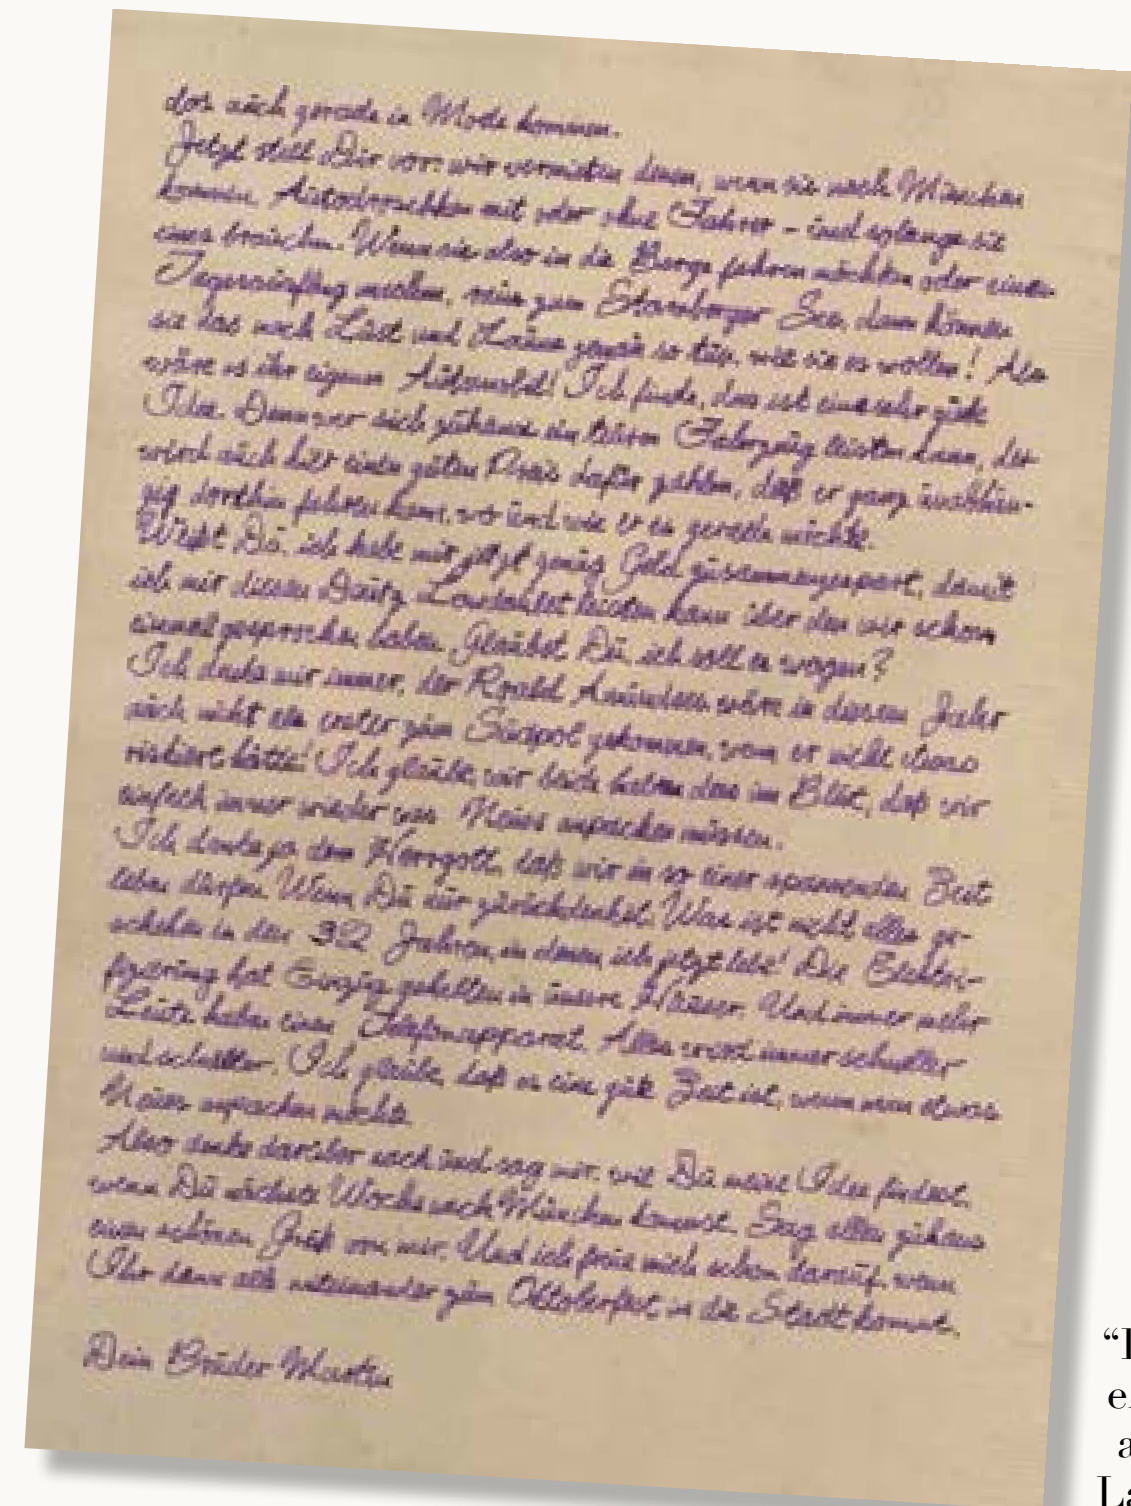 das auch gerade in Mode kommen.
Jetzt stell Dir vor: wir vermieten denen, wenn sie nach München
kommen, Autodroschken mit oder ohne Fahrer – und solange sie
eines brauchen. Wenn sie also in die Berge fahren möchten oder einen
Tagesausflug machen, raus zum Starnberger See, dann können
sie das nach Lust und Laune genau so tun, wie sie es wollen! Als
wäre es ihr eigenes Automobil! Ich finde, das ist eine sehr gute
Idee. Denn wer sich zuhause ein Fahrzeug leisten kann, der
wird auch hier einen guten Preis dafür zahlen, daß er ganz unabhän-
gig dorthin fahren kann, wo und wie er es gerade möchte.
Weißt Du, ich habe mir jetzt genug Geld zusammengespart, damit
ich mir diesen Deutz Landaulet leisten kann über den wir schon
einmal gesprochen haben. Glaubst Du, ich soll es wagen?
Ich denke mir immer, der Roald Amundsen wäre in diesem Jahr
auch nicht als erster zum Südpol gekommen, wenn er nicht etwas
riskiert hätte! Ich glaube, wir beide haben das im Blut, daß wir
einfach immer wieder was Neues anpacken müssen.
Ich danke ja dem Herrgott, daß wir in so einer spannenden Zeit
leben dürfen. Wenn Du nur zurückdenkst. Was ist nicht alles ge-
schehen in den 32 Jahren, in denen ich jetzt lebe! Die Elektri-
fizierung hat Einzug gehalten in unsere Häuser. Und immer mehr
Leute haben einen Telefonapparat. Alles wird immer schneller
und schneller. Ich glaube, daß es eine gute Zeit ist, wenn man etwas
Neues anpacken möchte.
Also denke darüber nach und sag mir, wie Du meine Idee findest,
wenn Du nächste Woche nach München kommst. Sag allen zuhaus
einen schönen Gruß von mir. Und ich freue mich schon darauf, wenn
Ihr dann alle miteinander zum Oktoberfest in die Stadt kommt.
Dein Bruder Martin